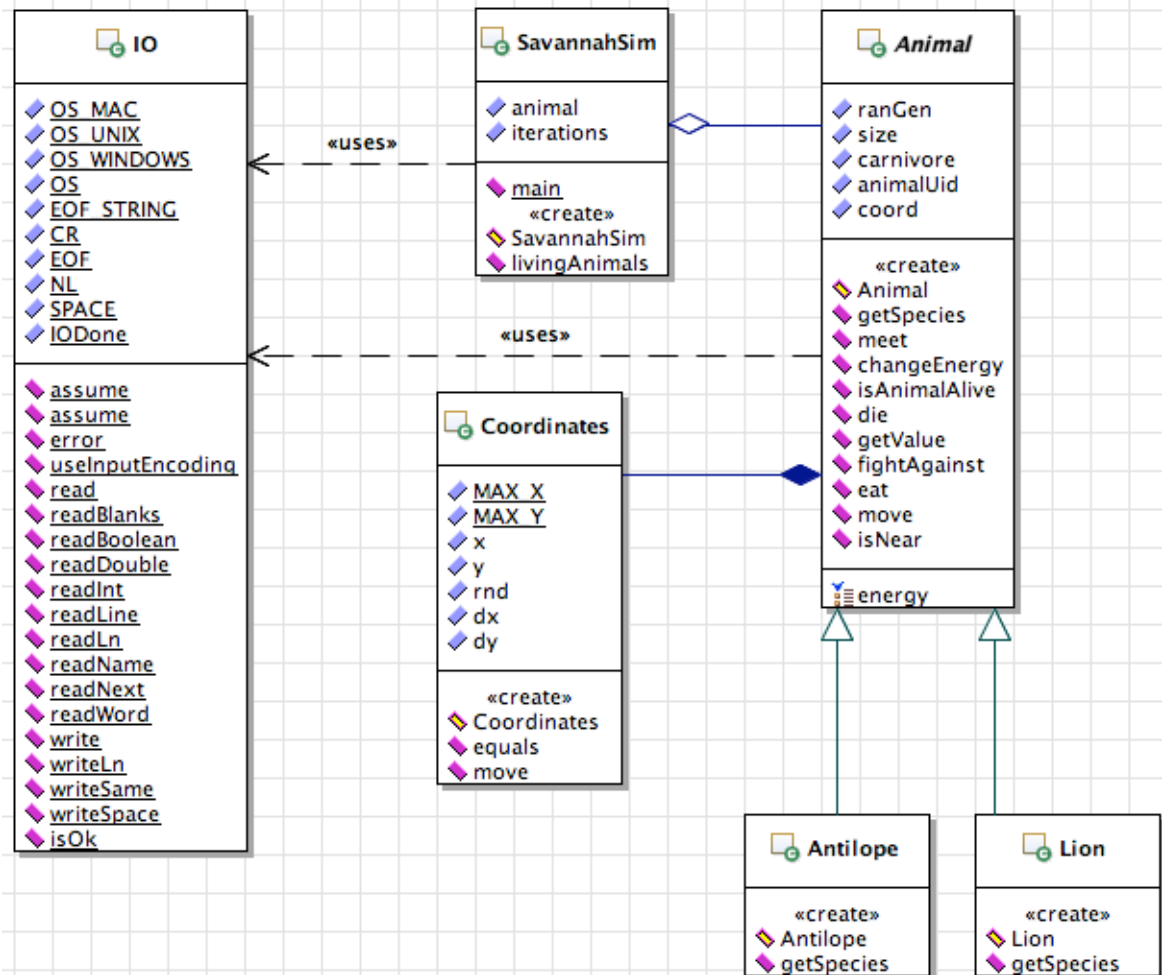 IO
OS_MAC
OS_UNIX
OS_WINDOWS
OS
EOF_STRING
CR
EOF
NL
SPACE
IODone
assume
assume
error
useInputEncoding
read
readBlanks
readBoolean
readDouble
readInt
readLine
readLn
readName
readNext
readWord
write
writeLn
writeSame
writeSpace
isOk
«uses»
«uses»
SavannahSim
animal
iterations
main
«create»
SavannahSim
livingAnimals
Coordinates
MAX_X
MAX_Y
x
y
rnd
dx
dy
«create»
Coordinates
equals
move
Animal
ranGen
size
carnivore
animalUid
coord
«create»
Animal
getSpecies
meet
changeEnergy
isAnimalAlive
die
getValue
fightAgainst
eat
move
isNear
energy
Antilope
«create»
Antilope
getSpecies
Lion
«create»
Lion
getSpecies